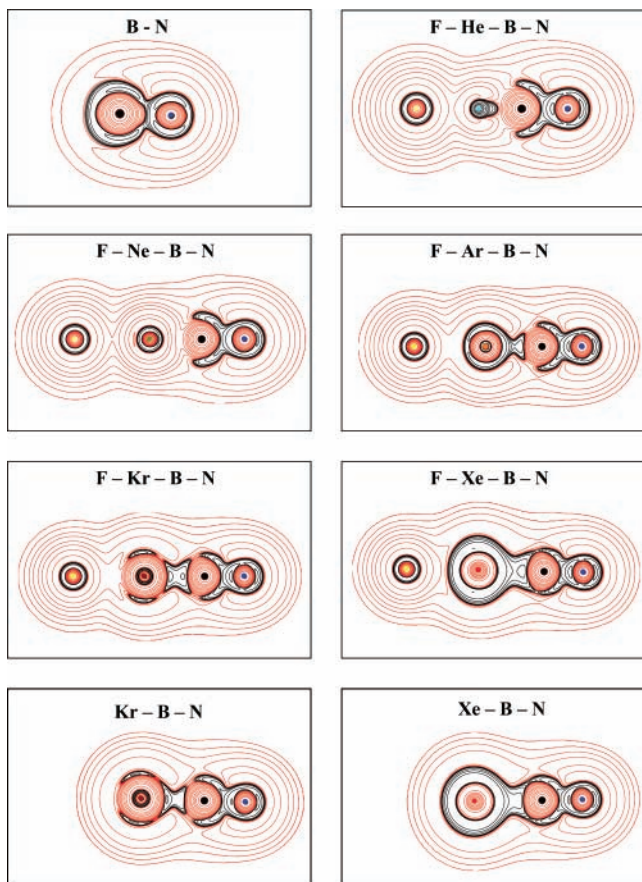 B - N
F – He – B – N
F – Ne – B – N
F – Ar – B – N
F – Kr – B – N
F – Xe – B – N
Kr – B – N
Xe – B – N